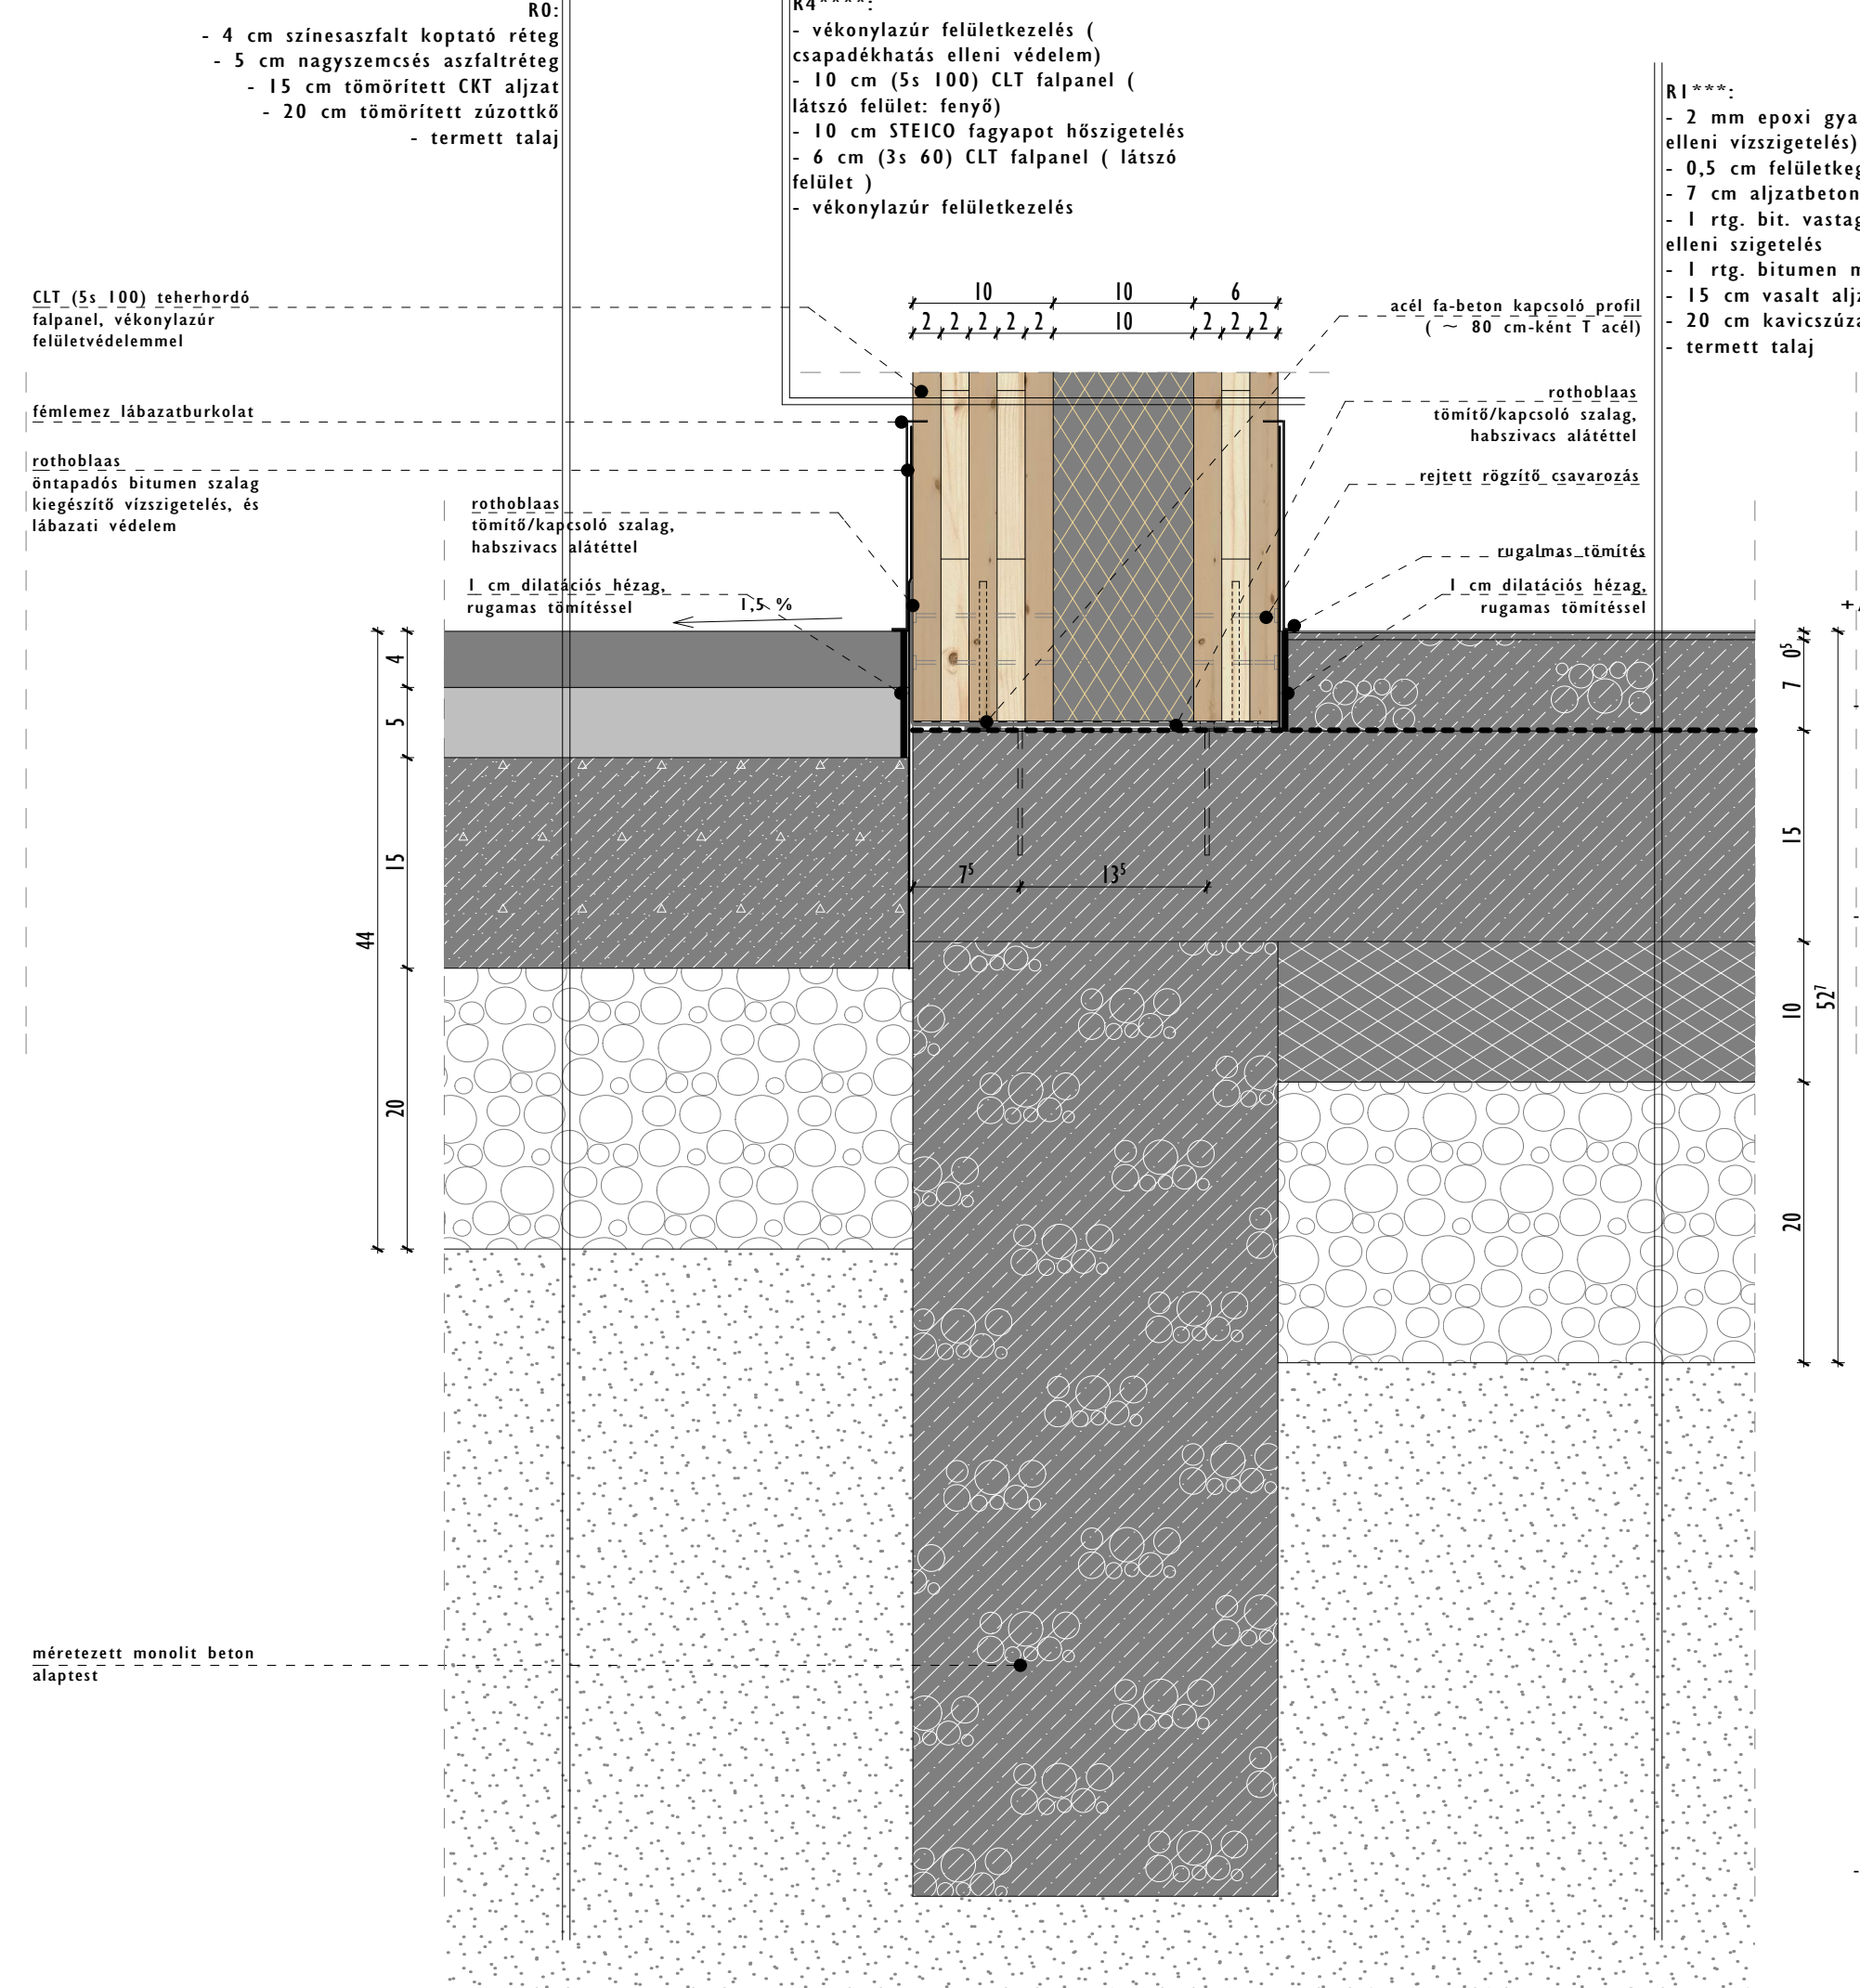 R0:
- 4 cm színesaszfalt koptató réteg
- 5 cm nagyszemcsés aszfaltréteg
- 15 cm tömörített CKT aljzat
- 20 cm tömörített zúzottkő
- termett talaj
R4****:
- vékonylazúr felületkezelés (
csapadékhatás elleni védelem)
- 10 cm (5s 100) CLT falpanel (
látszó felület: fenyő)
- 10 cm STEICO fagyapot hőszigetelés
- 6 cm (3s 60) CLT falpanel ( látszó
felület )
- vékonylazúr felületkezelés
R1***:
- 2 mm epoxi gya
elleni vízszigetelés)
- 0,5 cm felületkeg
- 7 cm aljzatbeton
- 1 rtg. bit. vastag
elleni szigetelés
- 1 rtg. bitumen m
- 15 cm vasalt aljz
- 20 cm kavicszúza
- termett talaj
CLT (5s 100) teherhordó
falpanel, vékonylazúr
felületvédelemmel
fémlemez lábazatburkolat
rothoblaas
öntapadós bitumen szalag
kiegészítő vízszigetelés, és
lábazati védelem
rothoblaas
tömítő/kapcsoló szalag,
habszivacs alátéttel
1 cm dilatációs hézag,
rugamas tömítéssel
1,5 %
10 10 6
2 2 2 2 2 10 2 2 2
acél fa-beton kapcsoló profil
( ~ 80 cm-ként T acél)
rothoblaas
tömítő/kapcsoló szalag,
habszivacs alátéttel
rejtett rögzítő csavarozás
rugalmas tömítés
1 cm dilatációs hézag,
rugamas tömítéssel
4
5
15
20
44
7⁵ 13⁵
0⁵
7
15
10
20
52⁷
méretezett monolit beton
alaptest